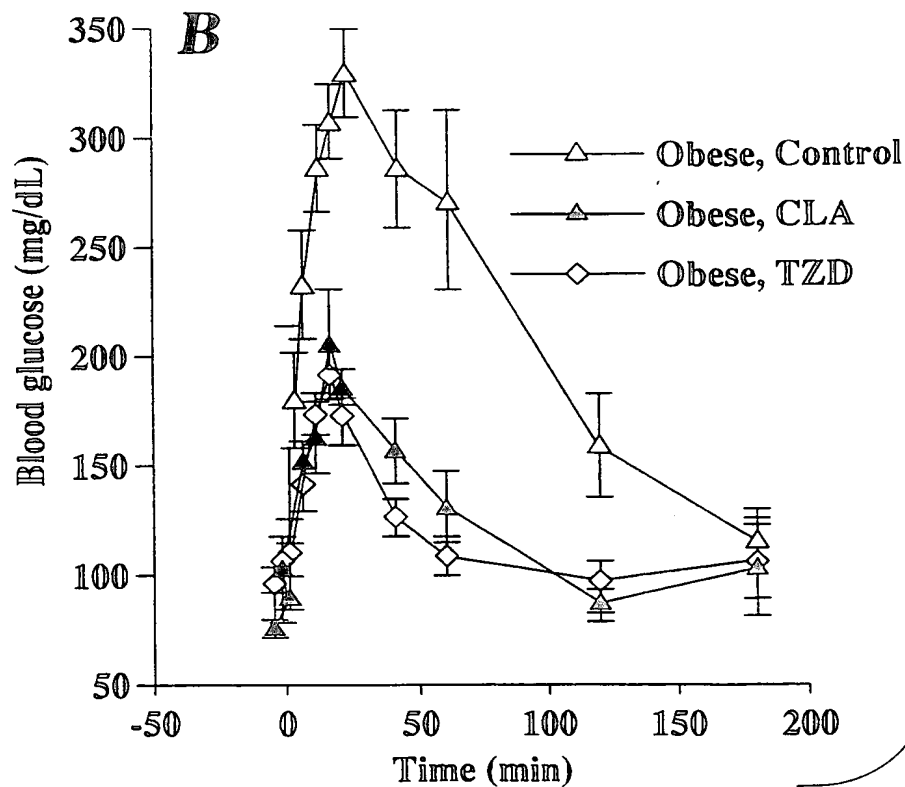 B
350
300
250
200
150
100
50
Blood glucose (mg/dL)
Obese, Control
Obese, CLA
Obese, TZD
-50
0
50
100
150
200
Time (min)